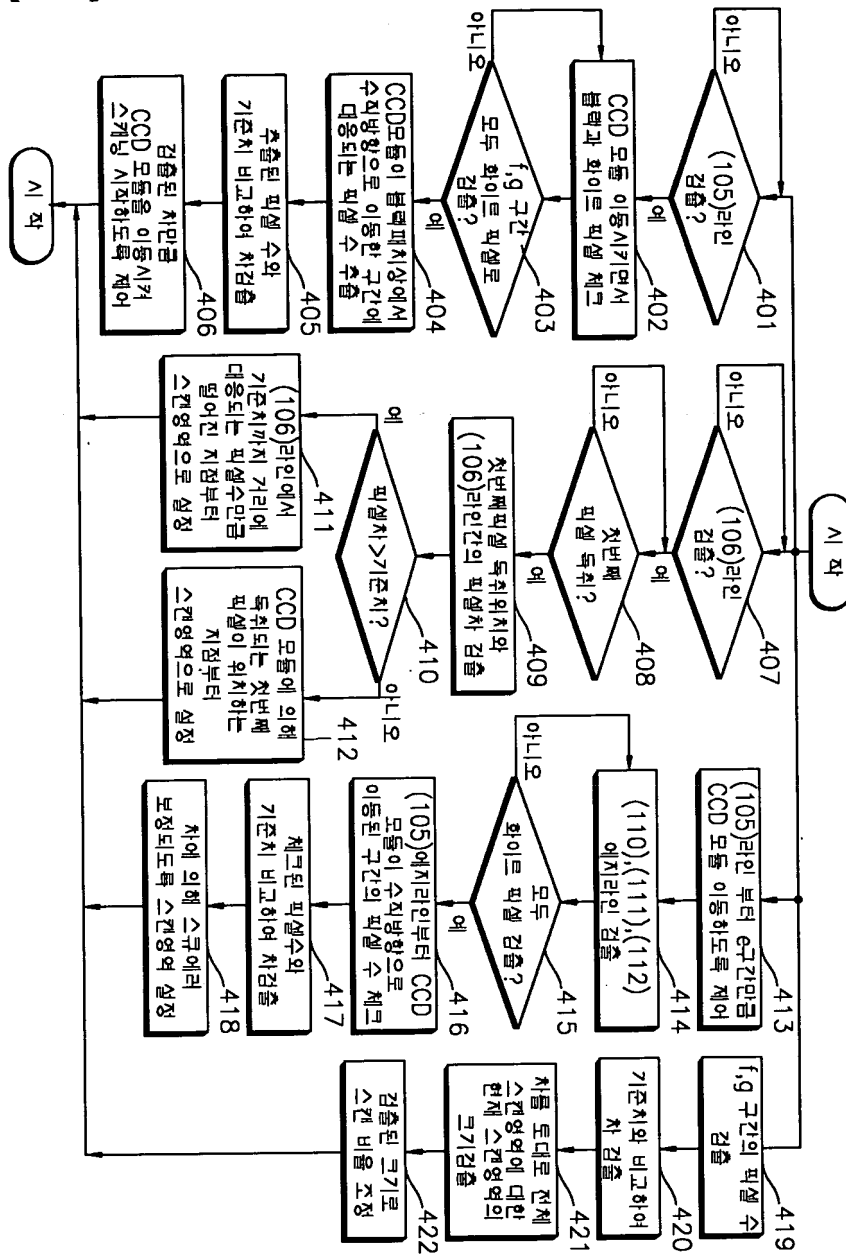 시 작
(105)라인
검출?
401
아니오
예
CCD 모듈 이동시키면서
블랙과 화이트 픽셀 체크
402
f,g 구간
모두 화이트 픽셀로
검출?
403
아니오
예
CCD모듈이 블랙패치상에서
수직방향으로 이동한 구간에
대응되는 픽셀 수 추출
404
추출된 픽셀 수와
기준치 비교하여 차검출
405
검출된 차만큼
CCD 모듈을 이동시켜
스캐닝 시작하도록 제어
406
(106)라인
검출?
407
아니오
예
첫번째
픽셀 독취?
408
아니오
예
첫번째픽셀 독취위치와
(106)라인간의 픽셀차 검출
409
픽셀차>기준치?
410
예
아니오
(106)라인에서
기준치까지 거리에
대응되는 픽셀수만큼
떨어진 지점부터
스캔영역으로 설정
411
CCD 모듈에 의해
독취되는 첫번째
픽셀이 위치하는
지점부터
스캔영역으로 설정
412
(105)라인 부터 e구간만큼
CCD 모듈 이동하도록 제어
413
(110),(111),(112)
에지라인 검출
414
모두
화이트 픽셀 검출?
415
아니오
예
(105)에지라인부터 CCD
모듈이 수직방향으로
이동된 구간의 픽셀 수 체크
416
체크된 픽셀수와
기준치 비교하여 차검출
417
차에 의해 스큐에러
보정되도록 스캔영역 설정
418
f,g 구간의 픽셀 수
검출
419
기준치와 비교하여
차 검출
420
차를 토대로 전체
스캔영역에 대한
현재 스캔영역의
크기검출
421
검출된 크기로
스캔 비율 조정
422
시 작